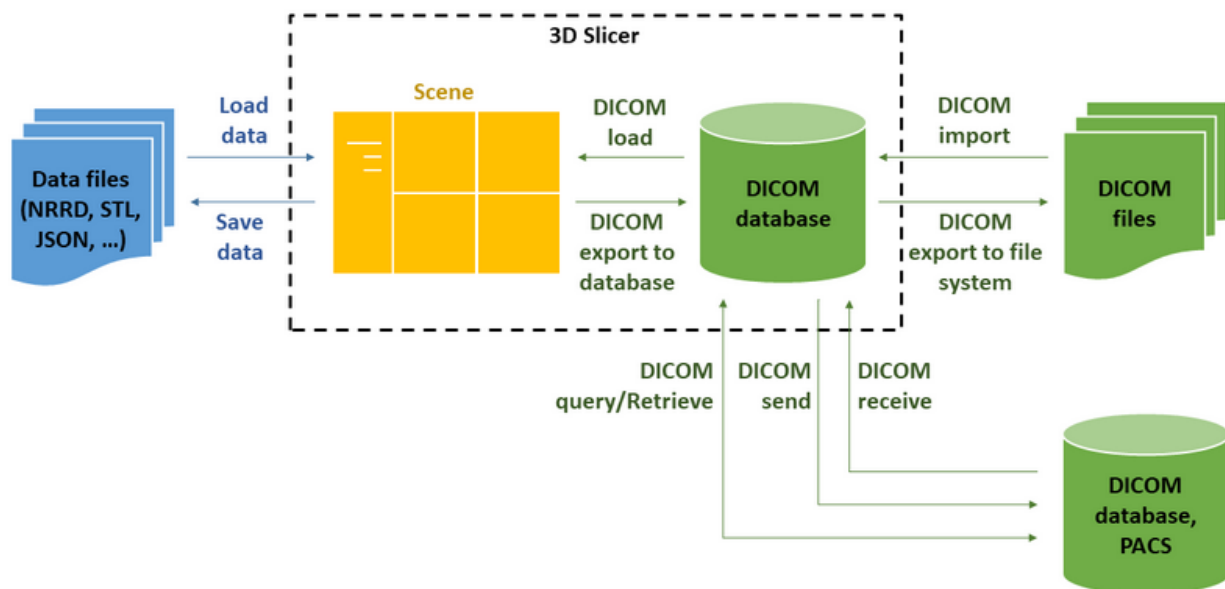 3D Slicer
Scene
Load
data
Save
data
Data files
(NRRD, STL,
JSON, ...)
DICOM
load
DICOM
export to
database
DICOM
database
DICOM
import
DICOM
export to file
system
DICOM
files
DICOM
query/Retrieve
DICOM
send
DICOM
receive
DICOM
database,
PACS